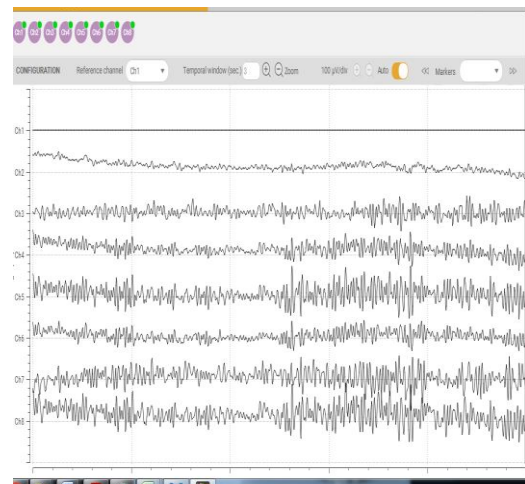 Ch1 Ch2 Ch3 Ch4 Ch5 Ch6 Ch7 Ch8
CONFIGURATION Reference channel Ch1 Temporal window (sec.) 3 Zoom 100 µV/div Auto Markers
Ch1
Ch2
Ch3
Ch4
Ch5
Ch6
Ch7
Ch8